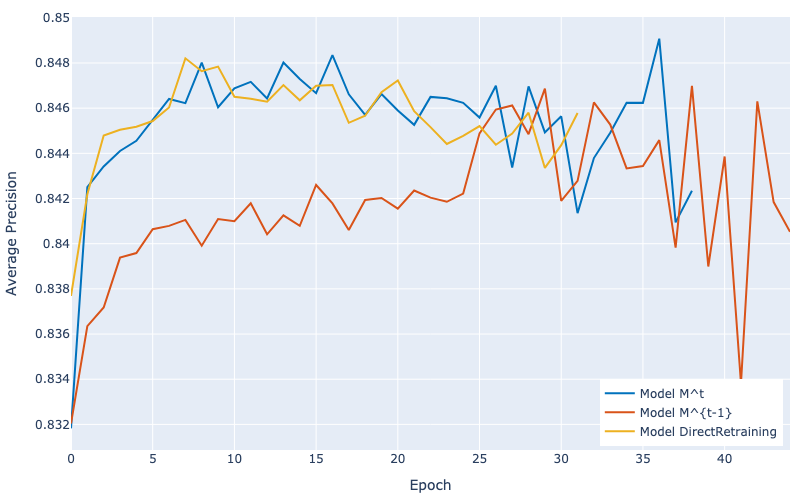 0.85
0.848
0.846
0.844
0.842
0.84
0.838
0.836
0.834
0.832
Average Precision
0 5 10 15 20 25 30 35 40
Epoch
Model M^t
Model M^{t-1}
Model DirectRetraining